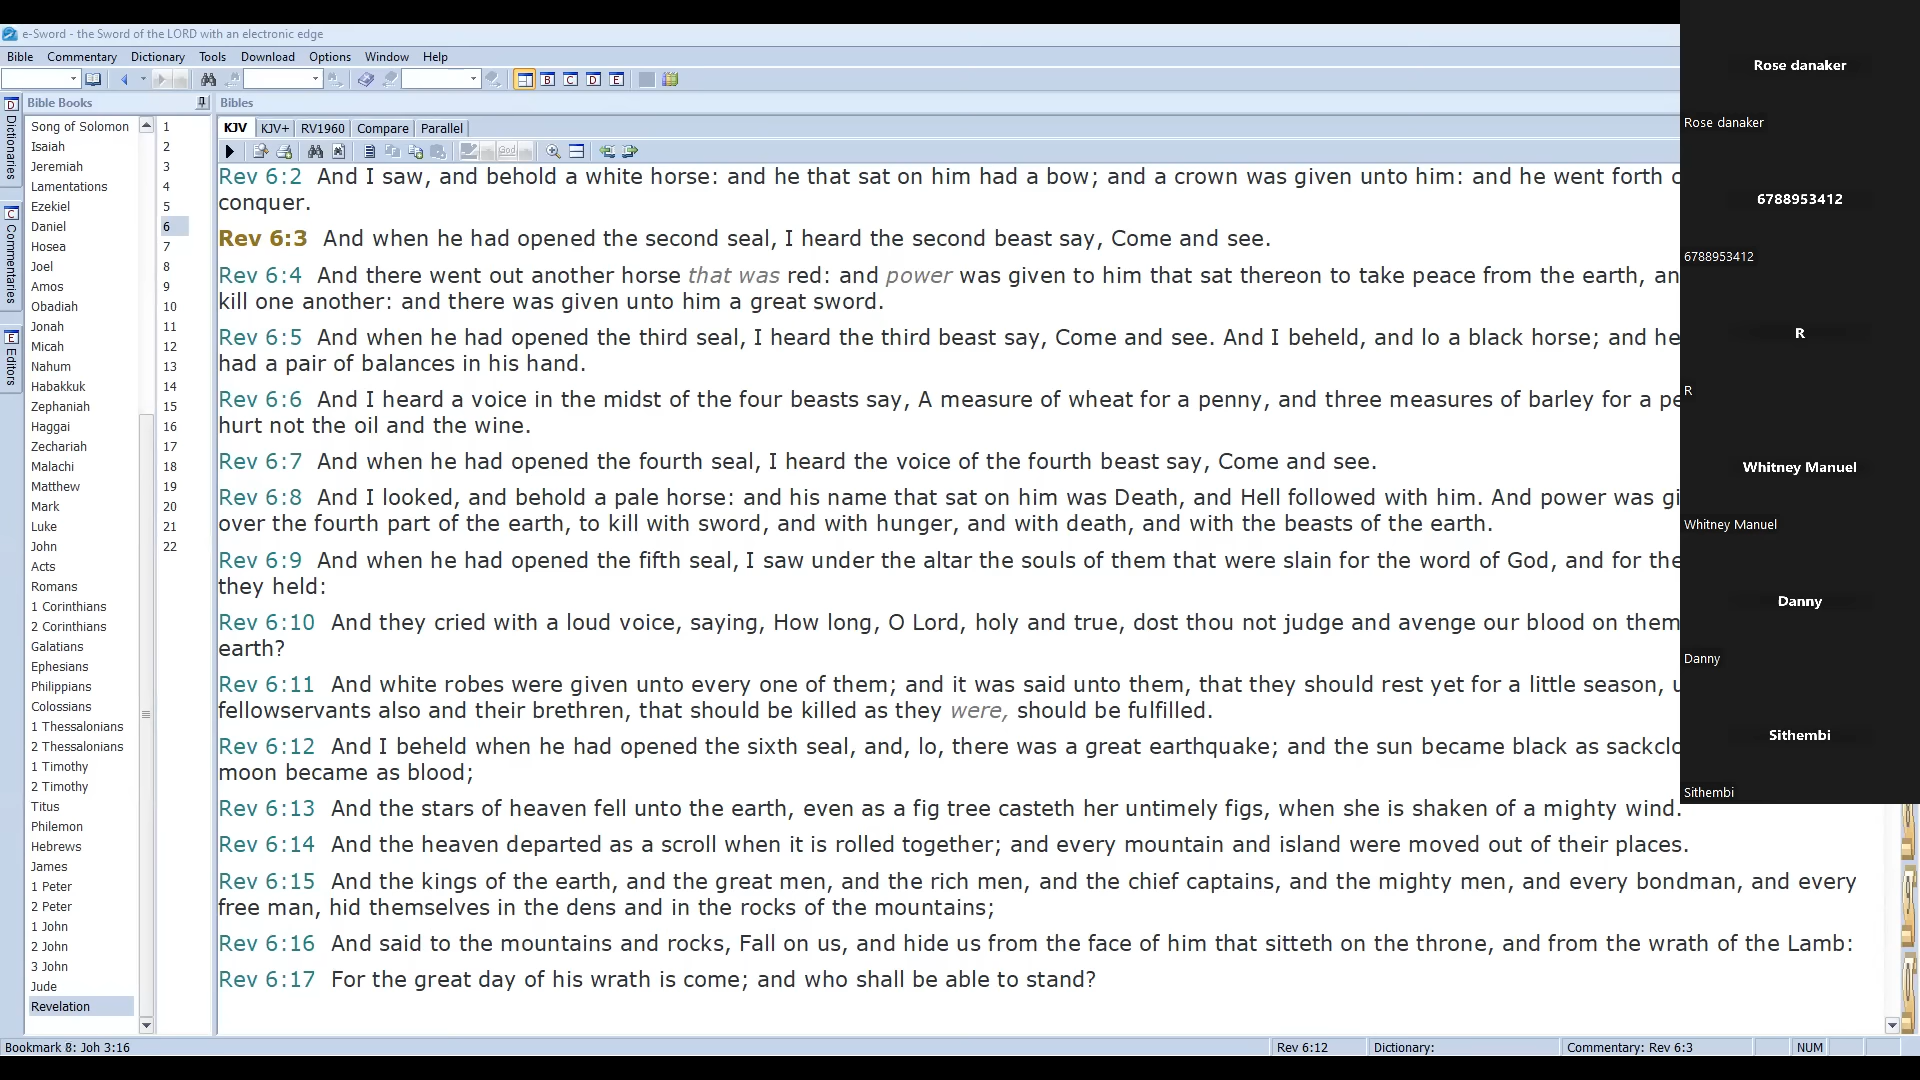 e-Sword - the Sword of the LORD with an electronic edge
Bible Commentary Dictionary Tools Download Options Window Help
B C D E
D Dictionaries
C Commentaries
E Editors
Bible Books
Song of Solomon
Isaiah
Jeremiah
Lamentations
Ezekiel
Daniel
Hosea
Joel
Amos
Obadiah
Jonah
Micah
Nahum
Habakkuk
Zephaniah
Haggai
Zechariah
Malachi
Matthew
Mark
Luke
John
Acts
Romans
1 Corinthians
2 Corinthians
Galatians
Ephesians
Philippians
Colossians
1 Thessalonians
2 Thessalonians
1 Timothy
2 Timothy
Titus
Philemon
Hebrews
James
1 Peter
2 Peter
1 John
2 John
3 John
Jude
Revelation
1
2
3
4
5
6
7
8
9
10
11
12
13
14
15
16
17
18
19
20
21
22
Bibles
KJV KJV+ RV1960 Compare Parallel
God
Rev 6:2 And I saw, and behold a white horse: and he that sat on him had a bow; and a crown was given unto him: and he went forth
conquer.
Rev 6:3 And when he had opened the second seal, I heard the second beast say, Come and see.
Rev 6:4 And there went out another horse that was red: and power was given to him that sat thereon to take peace from the earth, an
kill one another: and there was given unto him a great sword.
Rev 6:5 And when he had opened the third seal, I heard the third beast say, Come and see. And I beheld, and lo a black horse; and he
had a pair of balances in his hand.
Rev 6:6 And I heard a voice in the midst of the four beasts say, A measure of wheat for a penny, and three measures of barley for a pe
hurt not the oil and the wine.
Rev 6:7 And when he had opened the fourth seal, I heard the voice of the fourth beast say, Come and see.
Rev 6:8 And I looked, and behold a pale horse: and his name that sat on him was Death, and Hell followed with him. And power was gi
over the fourth part of the earth, to kill with sword, and with hunger, and with death, and with the beasts of the earth.
Rev 6:9 And when he had opened the fifth seal, I saw under the altar the souls of them that were slain for the word of God, and for the
they held:
Rev 6:10 And they cried with a loud voice, saying, How long, O Lord, holy and true, dost thou not judge and avenge our blood on them
earth?
Rev 6:11 And white robes were given unto every one of them; and it was said unto them, that they should rest yet for a little season, u
fellowservants also and their brethren, that should be killed as they were, should be fulfilled.
Rev 6:12 And I beheld when he had opened the sixth seal, and, lo, there was a great earthquake; and the sun became black as sackclo
moon became as blood;
Rev 6:13 And the stars of heaven fell unto the earth, even as a fig tree casteth her untimely figs, when she is shaken of a mighty wind.
Rev 6:14 And the heaven departed as a scroll when it is rolled together; and every mountain and island were moved out of their places.
Rev 6:15 And the kings of the earth, and the great men, and the rich men, and the chief captains, and the mighty men, and every bondman, and every
free man, hid themselves in the dens and in the rocks of the mountains;
Rev 6:16 And said to the mountains and rocks, Fall on us, and hide us from the face of him that sitteth on the throne, and from the wrath of the Lamb:
Rev 6:17 For the great day of his wrath is come; and who shall be able to stand?
Rose danaker
Rose danaker
6788953412
6788953412
R
R
Whitney Manuel
Whitney Manuel
Danny
Danny
Sithembi
Sithembi
Bookmark 8: Joh 3:16 Rev 6:12 Dictionary: Commentary: Rev 6:3 NUM